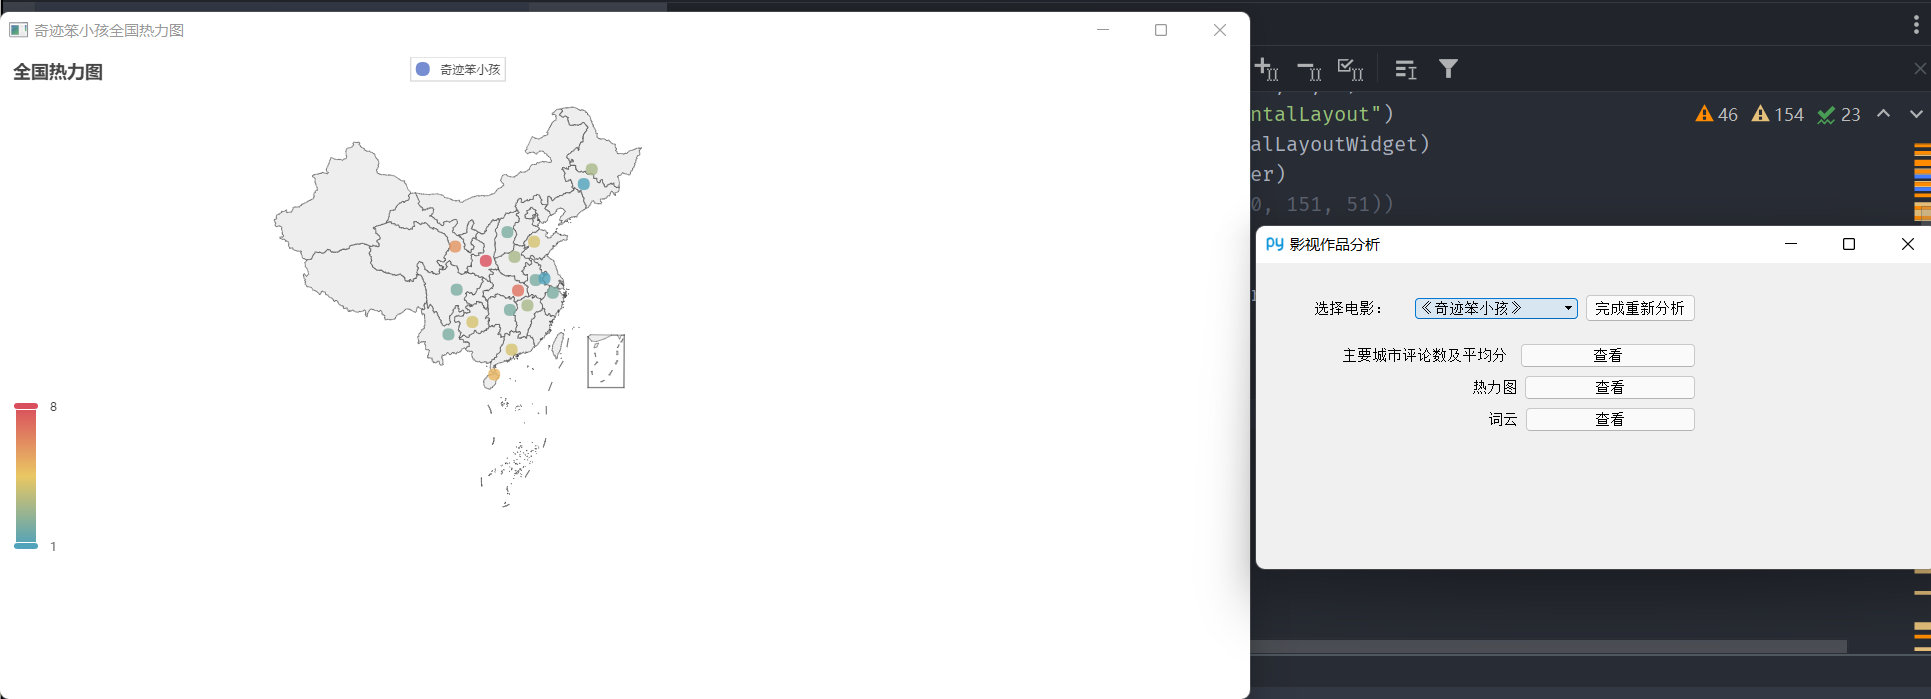 奇迹笨小孩全国热力图
全国热力图
奇迹笨小孩
8
1
ntalLayout")
46 154 23
alLayoutWidget)
er)
0, 151, 51))
PY 影视作品分析
选择电影：
《奇迹笨小孩》
完成重新分析
主要城市评论数及平均分 查看
热力图 查看
词云 查看